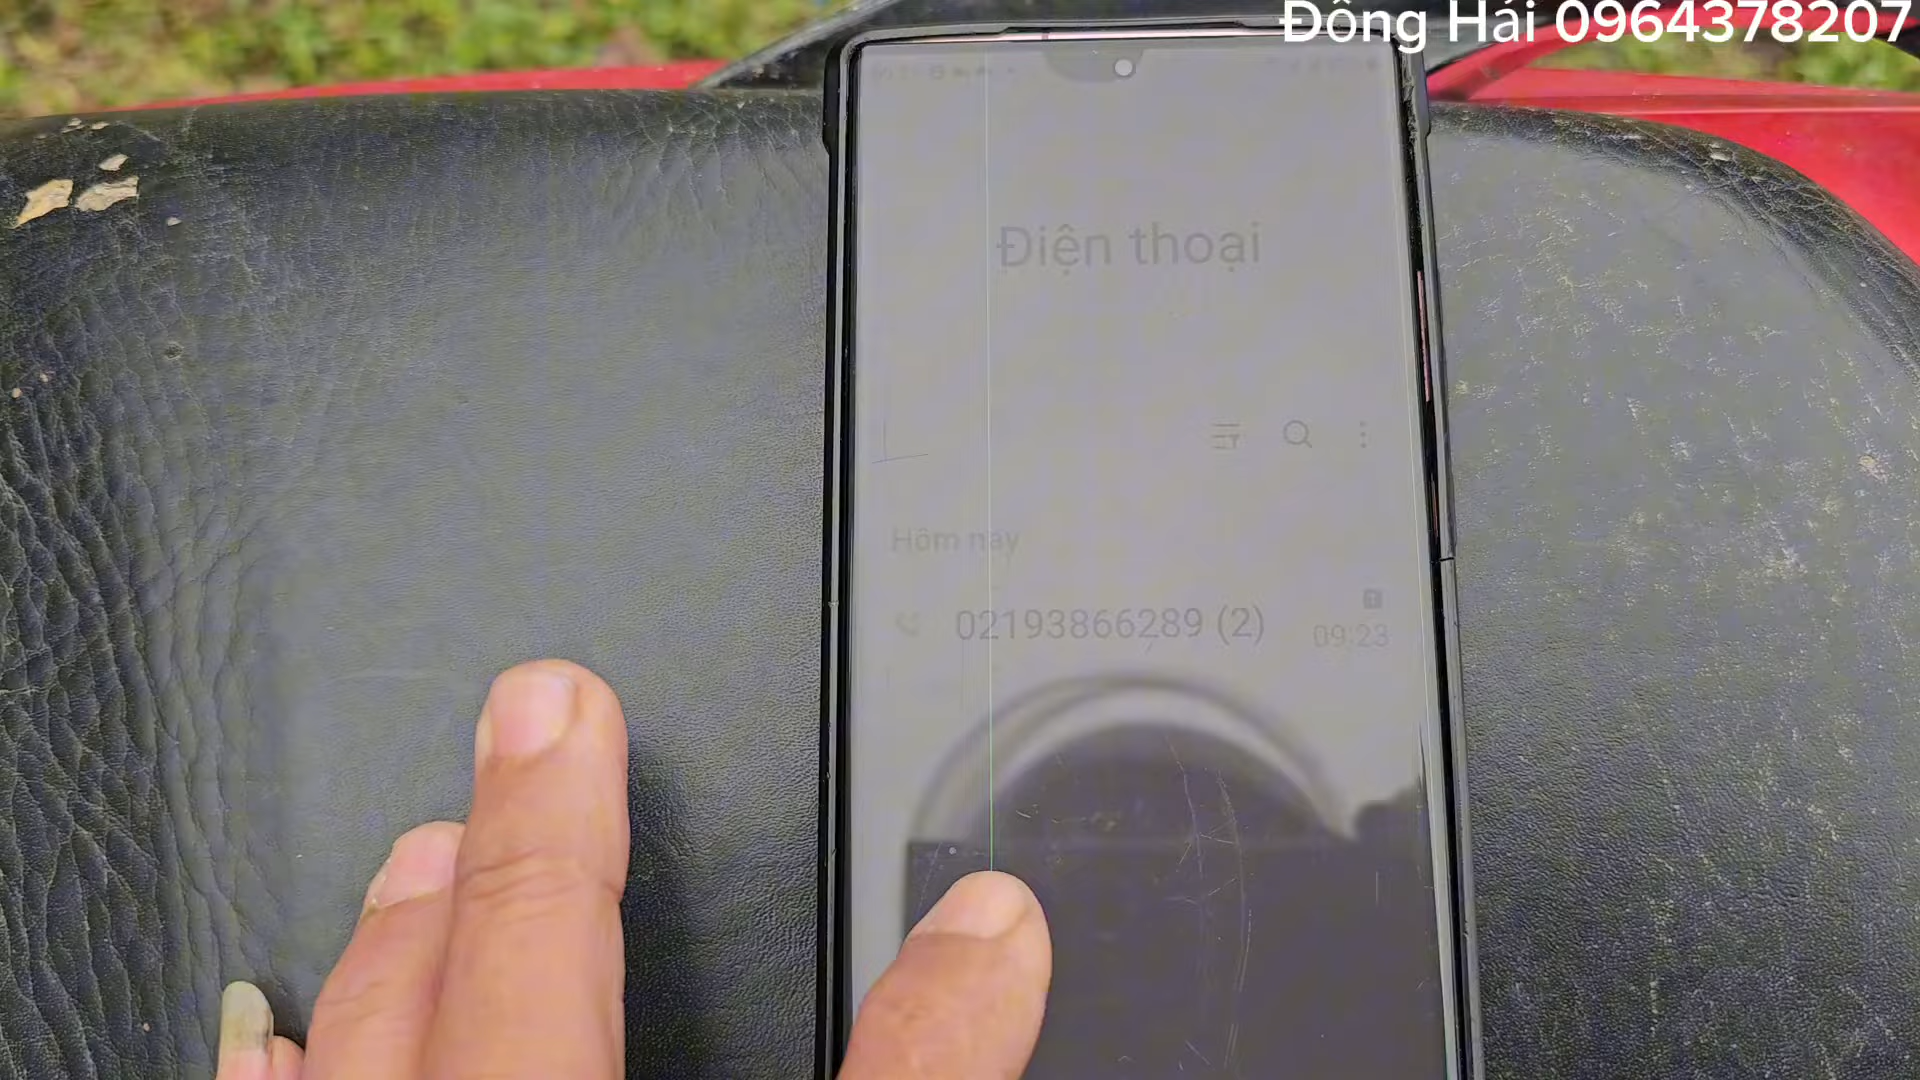 Đông Hải 0964378207
Điện thoại
Hôm nay
02193866289 (2)
09:23